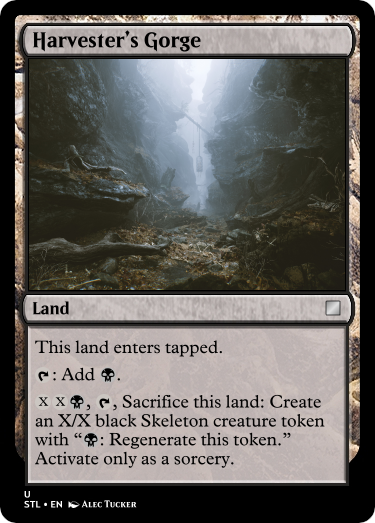 Harvester's Gorge
Land
This land enters tapped.
: Add .
X X , , Sacrifice this land: Create
an X/X black Skeleton creature token
with “: Regenerate this token.”
Activate only as a sorcery.
U
STL • EN Alec Tucker